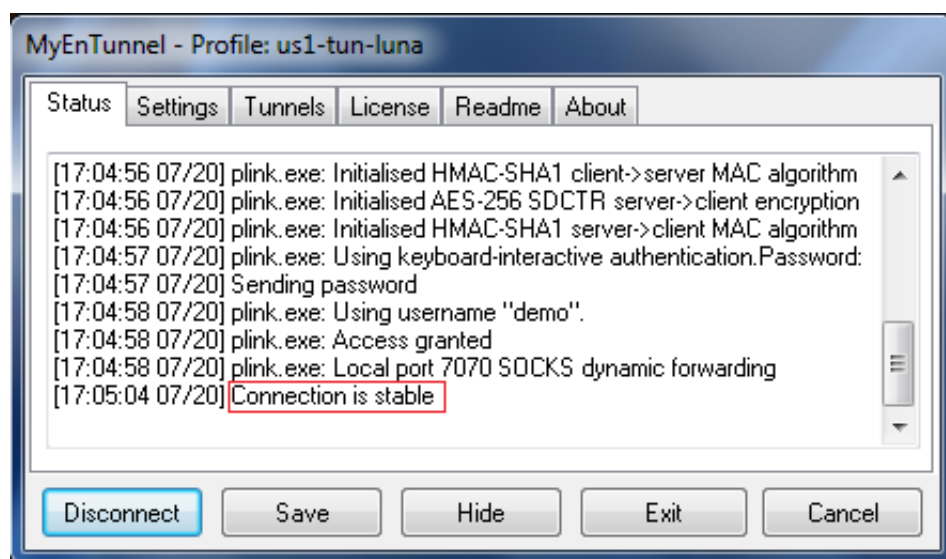 MyEnTunnel - Profile: us1-tun-luna
Status Settings Tunnels License Readme About
[17:04:56 07/20] plink.exe: Initialised HMAC-SHA1 client->server MAC algorithm
[17:04:56 07/20] plink.exe: Initialised AES-256 SDCTR server->client encryption
[17:04:56 07/20] plink.exe: Initialised HMAC-SHA1 server->client MAC algorithm
[17:04:57 07/20] plink.exe: Using keyboard-interactive authentication.Password:
[17:04:57 07/20] Sending password
[17:04:58 07/20] plink.exe: Using username "demo".
[17:04:58 07/20] plink.exe: Access granted
[17:04:58 07/20] plink.exe: Local port 7070 SOCKS dynamic forwarding
[17:05:04 07/20] Connection is stable
Disconnect Save Hide Exit Cancel